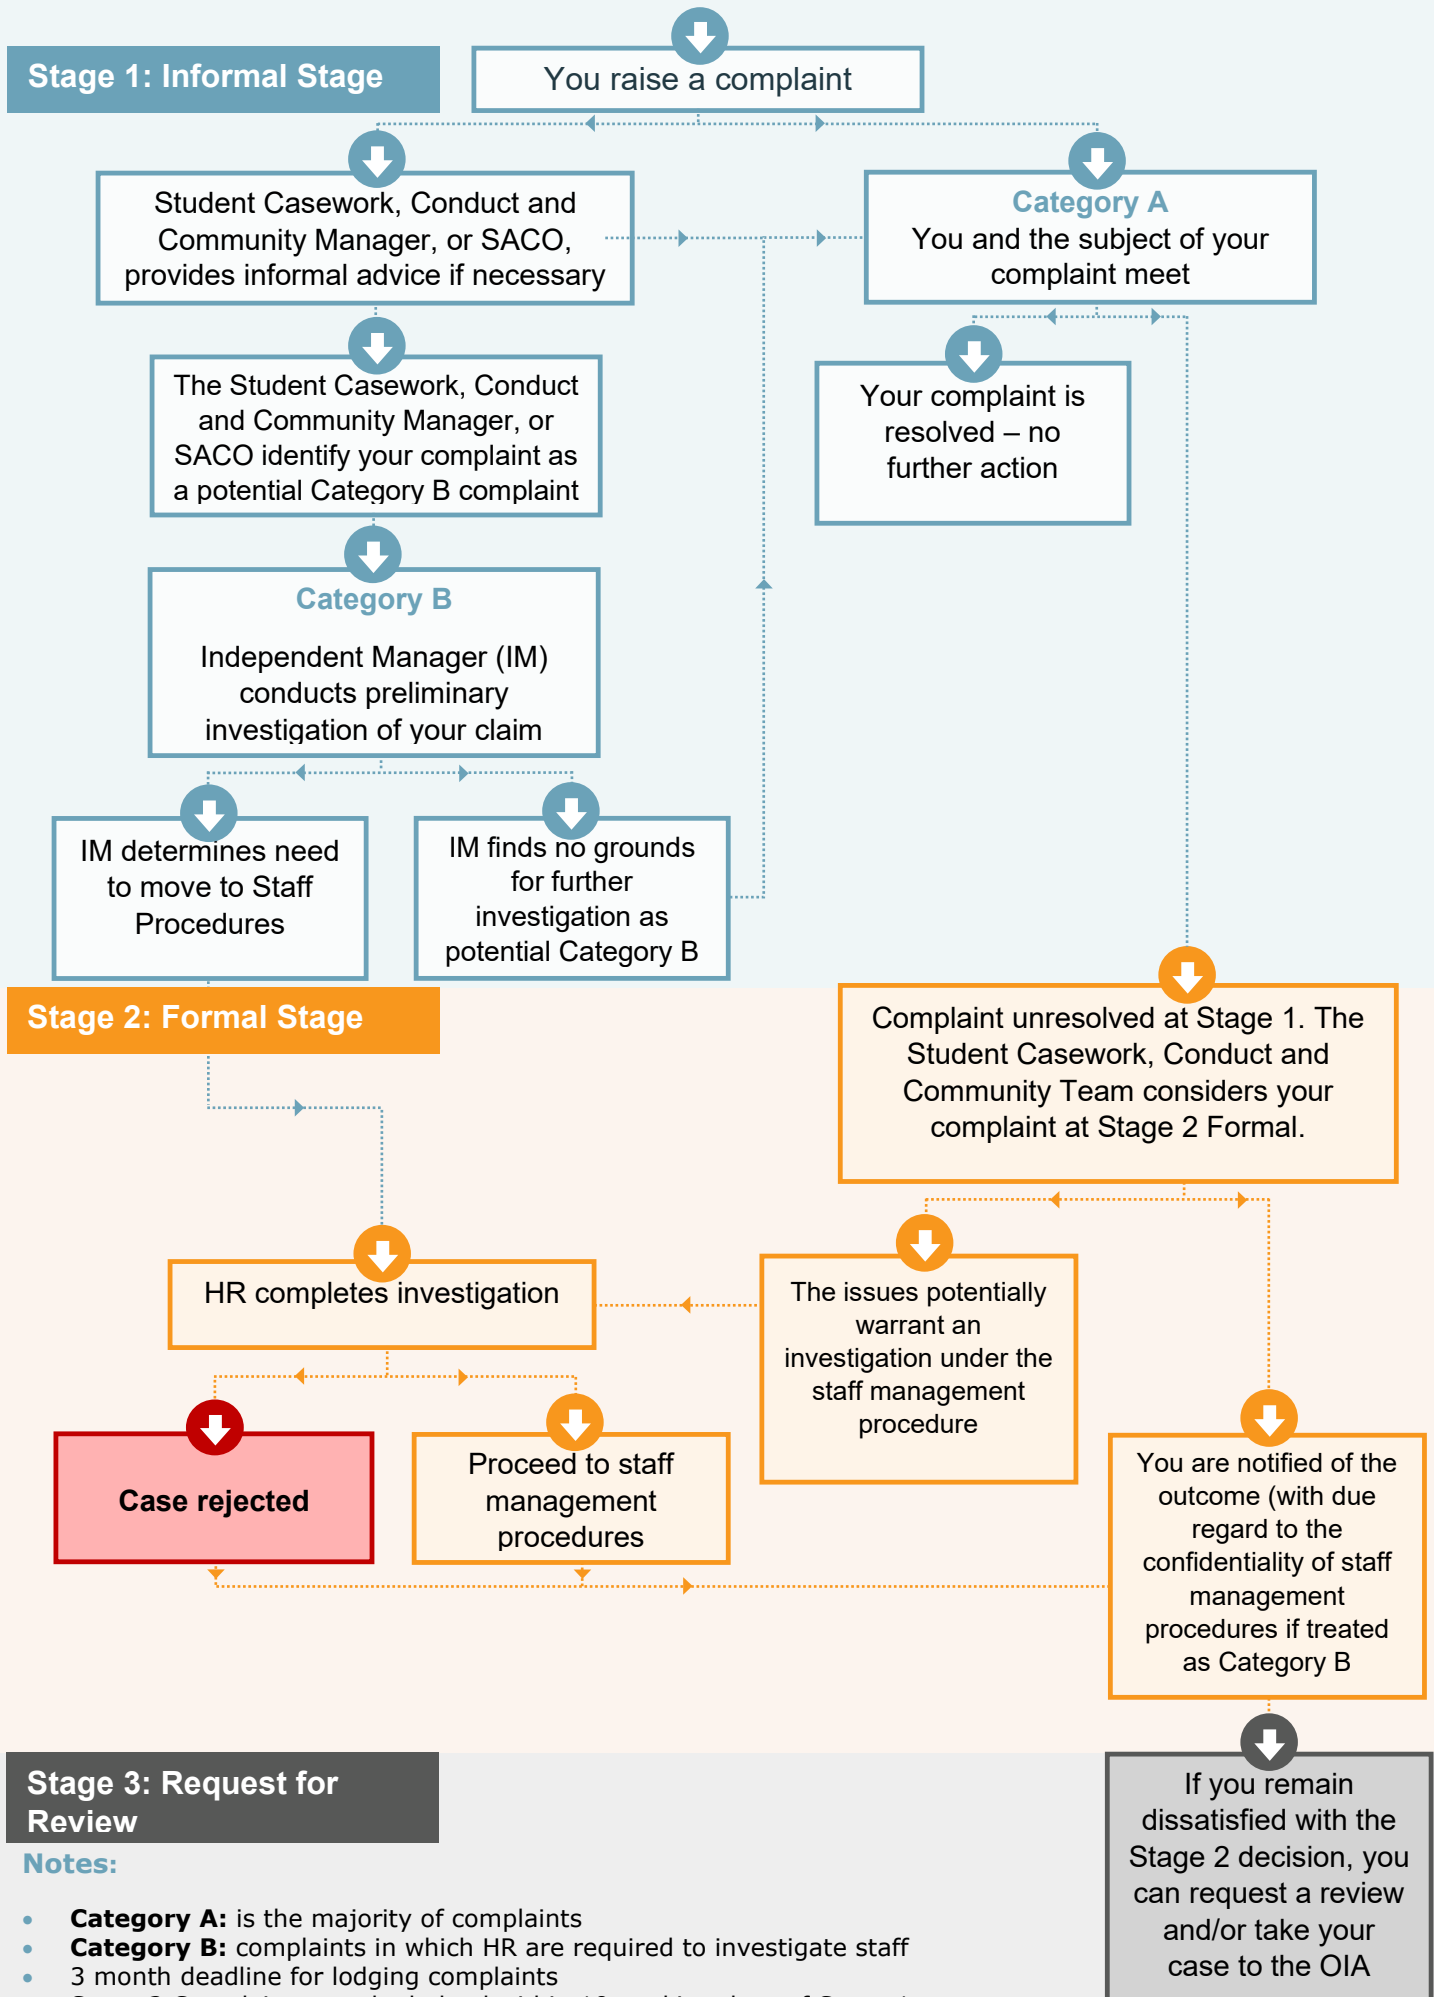 Stage 1: Informal Stage
You raise a complaint
Student Casework, Conduct and
Community Manager, or SACO,
provides informal advice if necessary
Category A
You and the subject of your
complaint meet
The Student Casework, Conduct
and Community Manager, or
SACO identify your complaint as
a potential Category B complaint
Your complaint is
resolved – no
further action
Category B
Independent Manager (IM)
conducts preliminary
investigation of your claim
IM determines need
to move to Staff
Procedures
IM finds no grounds
for further
investigation as
potential Category B
Stage 2: Formal Stage
Complaint unresolved at Stage 1. The
Student Casework, Conduct and
Community Team considers your
complaint at Stage 2 Formal.
HR completes investigation
The issues potentially
warrant an
investigation under the
staff management
procedure
Case rejected
Proceed to staff
management
procedures
You are notified of the
outcome (with due
regard to the
confidentiality of staff
management
procedures if treated
as Category B
Stage 3: Request for
Review
If you remain
dissatisfied with the
Stage 2 decision, you
can request a review
and/or take your
case to the OIA
Notes:
• Category A: is the majority of complaints
• Category B: complaints in which HR are required to investigate staff
• 3 month deadline for lodging complaints